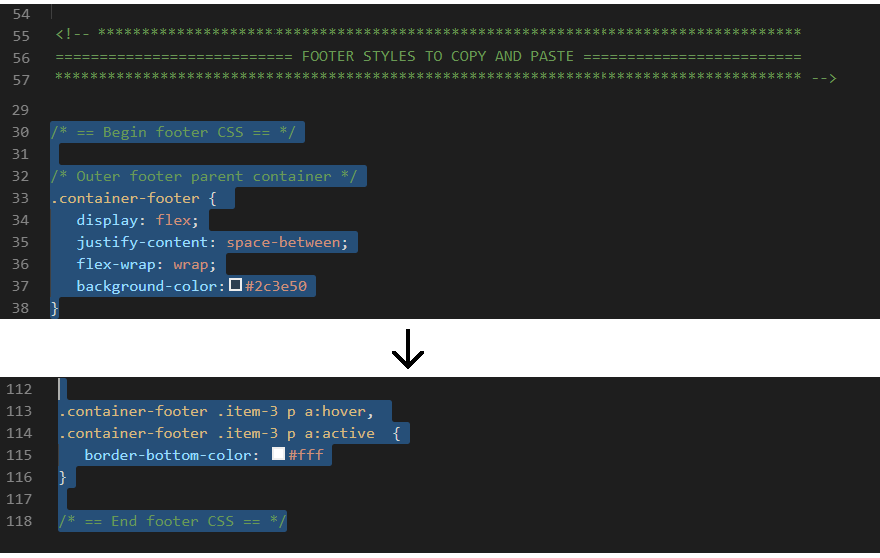 54
55 <!-- *********************************************************************************
56 =========================== FOOTER STYLES TO COPY AND PASTE =========================
57 ************************************************************************************* -->
29
30 /* == Begin footer CSS == */
31
32 /* Outer footer parent container */
33 .container-footer {
34 display: flex;
35 justify-content: space-between;
36 flex-wrap: wrap;
37 background-color: #2c3e50
38 }
112
113 .container-footer .item-3 p a:hover,
114 .container-footer .item-3 p a:active {
115 border-bottom-color: #fff
116 }
117
118 /* == End footer CSS == */